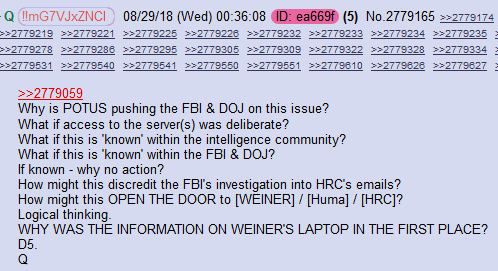 Q !!mG7VJxZNCI 08/29/18 (Wed) 00:36:08 ID: ea669f (5) No.2779165 >>2779174
>>2779219 >>2779221 >>2779225 >>2779226 >>2779232 >>2779233 >>2779234 >>2779235
>>2779278 >>2779286 >>2779295 >>2779305 >>2779309 >>2779322 >>2779328 >>2779334
>>2779531 >>2779540 >>2779541 >>2779550 >>2779551 >>2779610 >>2779626 >>2779627
>>2779059
Why is POTUS pushing the FBI & DOJ on this issue?
What if access to the server(s) was deliberate?
What if this is 'known' within the intelligence community?
What if this is 'known' within the FBI & DOJ?
If known - why no action?
How might this discredit the FBI's investigation into HRC's emails?
How might this OPEN THE DOOR to [WEINER] / [Huma] / [HRC]?
Logical thinking.
WHY WAS THE INFORMATION ON WEINER'S LAPTOP IN THE FIRST PLACE?
D5.
Q